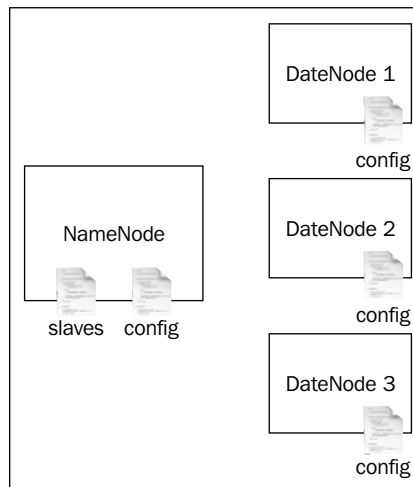 DateNode 1
config
NameNode
slaves config
DateNode 2
config
DateNode 3
config